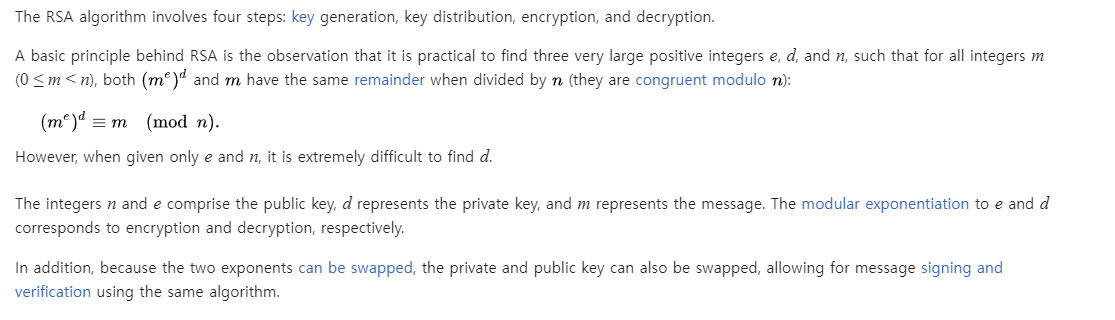 The RSA algorithm involves four steps: key generation, key distribution, encryption, and decryption.
A basic principle behind RSA is the observation that it is practical to find three very large positive integers e, d, and n, such that for all integers m
(0 ≤ m < n), both (mᵉ)ᵈ and m have the same remainder when divided by n (they are congruent modulo n):
(mᵉ)ᵈ ≡ m (mod n).
However, when given only e and n, it is extremely difficult to find d.
The integers n and e comprise the public key, d represents the private key, and m represents the message. The modular exponentiation to e and d
corresponds to encryption and decryption, respectively.
In addition, because the two exponents can be swapped, the private and public key can also be swapped, allowing for message signing and
verification using the same algorithm.